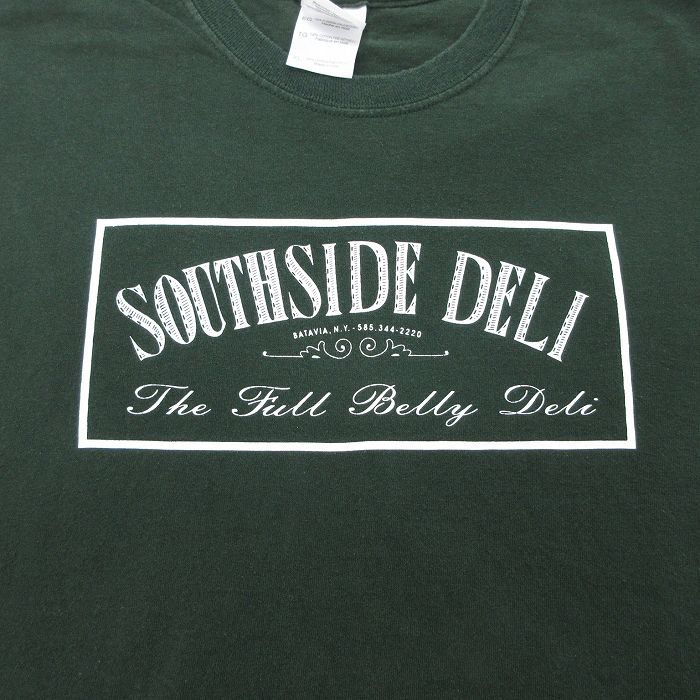 SOUTHSIDE DELI
BATAVIA, N.Y. - 585.344-2220
The Full Belly Deli